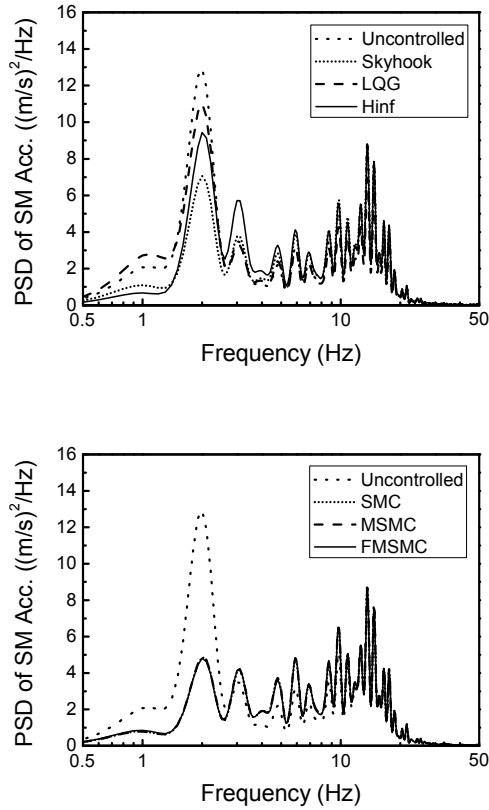 16
14
12
10
8
6
4
2
0
PSD of SM Acc. ((m/s)²/Hz)
Uncontrolled
Skyhook
LQG
Hinf
0.5 1 10 50
Frequency (Hz)
16
14
12
10
8
6
4
2
0
PSD of SM Acc. ((m/s)²/Hz)
Uncontrolled
SMC
MSMC
FMSMC
0.5 1 10 50
Frequency (Hz)